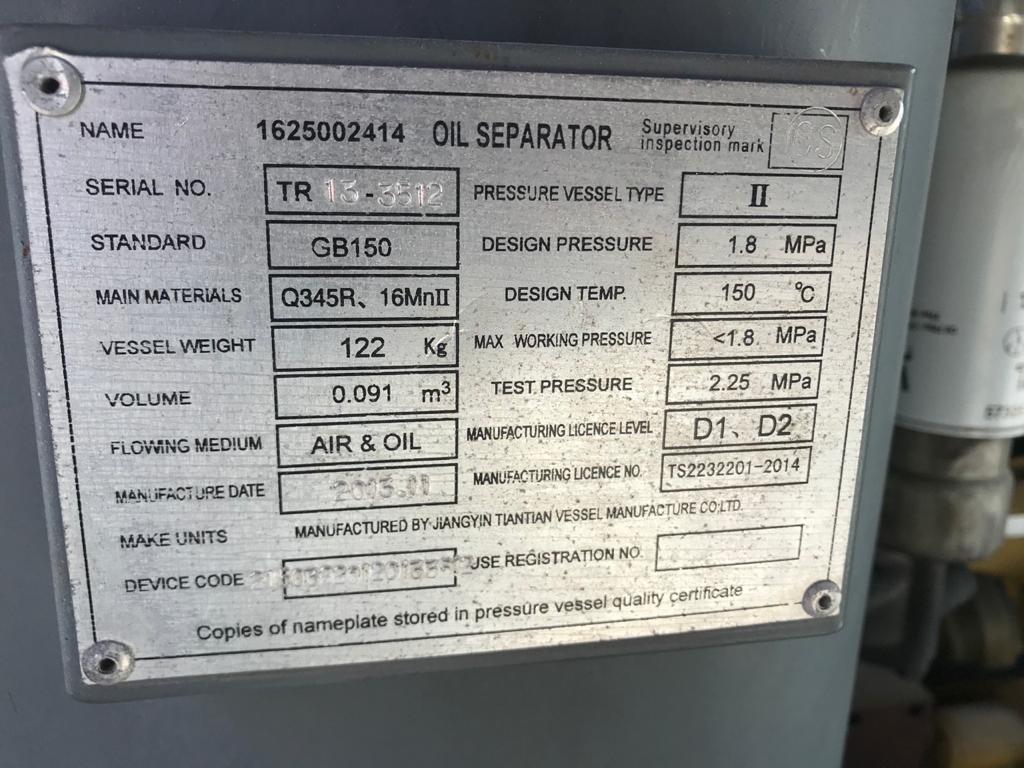 NAME 1625002414 OIL SEPARATOR Supervisory inspection mark CS
SERIAL NO. TR 13-3512 PRESSURE VESSEL TYPE II
STANDARD GB150 DESIGN PRESSURE 1.8 MPa
MAIN MATERIALS Q345R、16MnII DESIGN TEMP. 150 ℃
VESSEL WEIGHT 122 Kg MAX WORKING PRESSURE <1.8 MPa
VOLUME 0.091 m³ TEST PRESSURE 2.25 MPa
FLOWING MEDIUM AIR & OIL MANUFACTURING LICENCE LEVEL D1、D2
MANUFACTURE DATE 2013.01 MANUFACTURING LICENCE NO. TS2232201-2014
MAKE UNITS MANUFACTURED BY JIANGYIN TIANTIAN VESSEL MANUFACTURE CO;LTD.
DEVICE CODE USE REGISTRATION NO.
Copies of nameplate stored in pressure vessel quality certificate